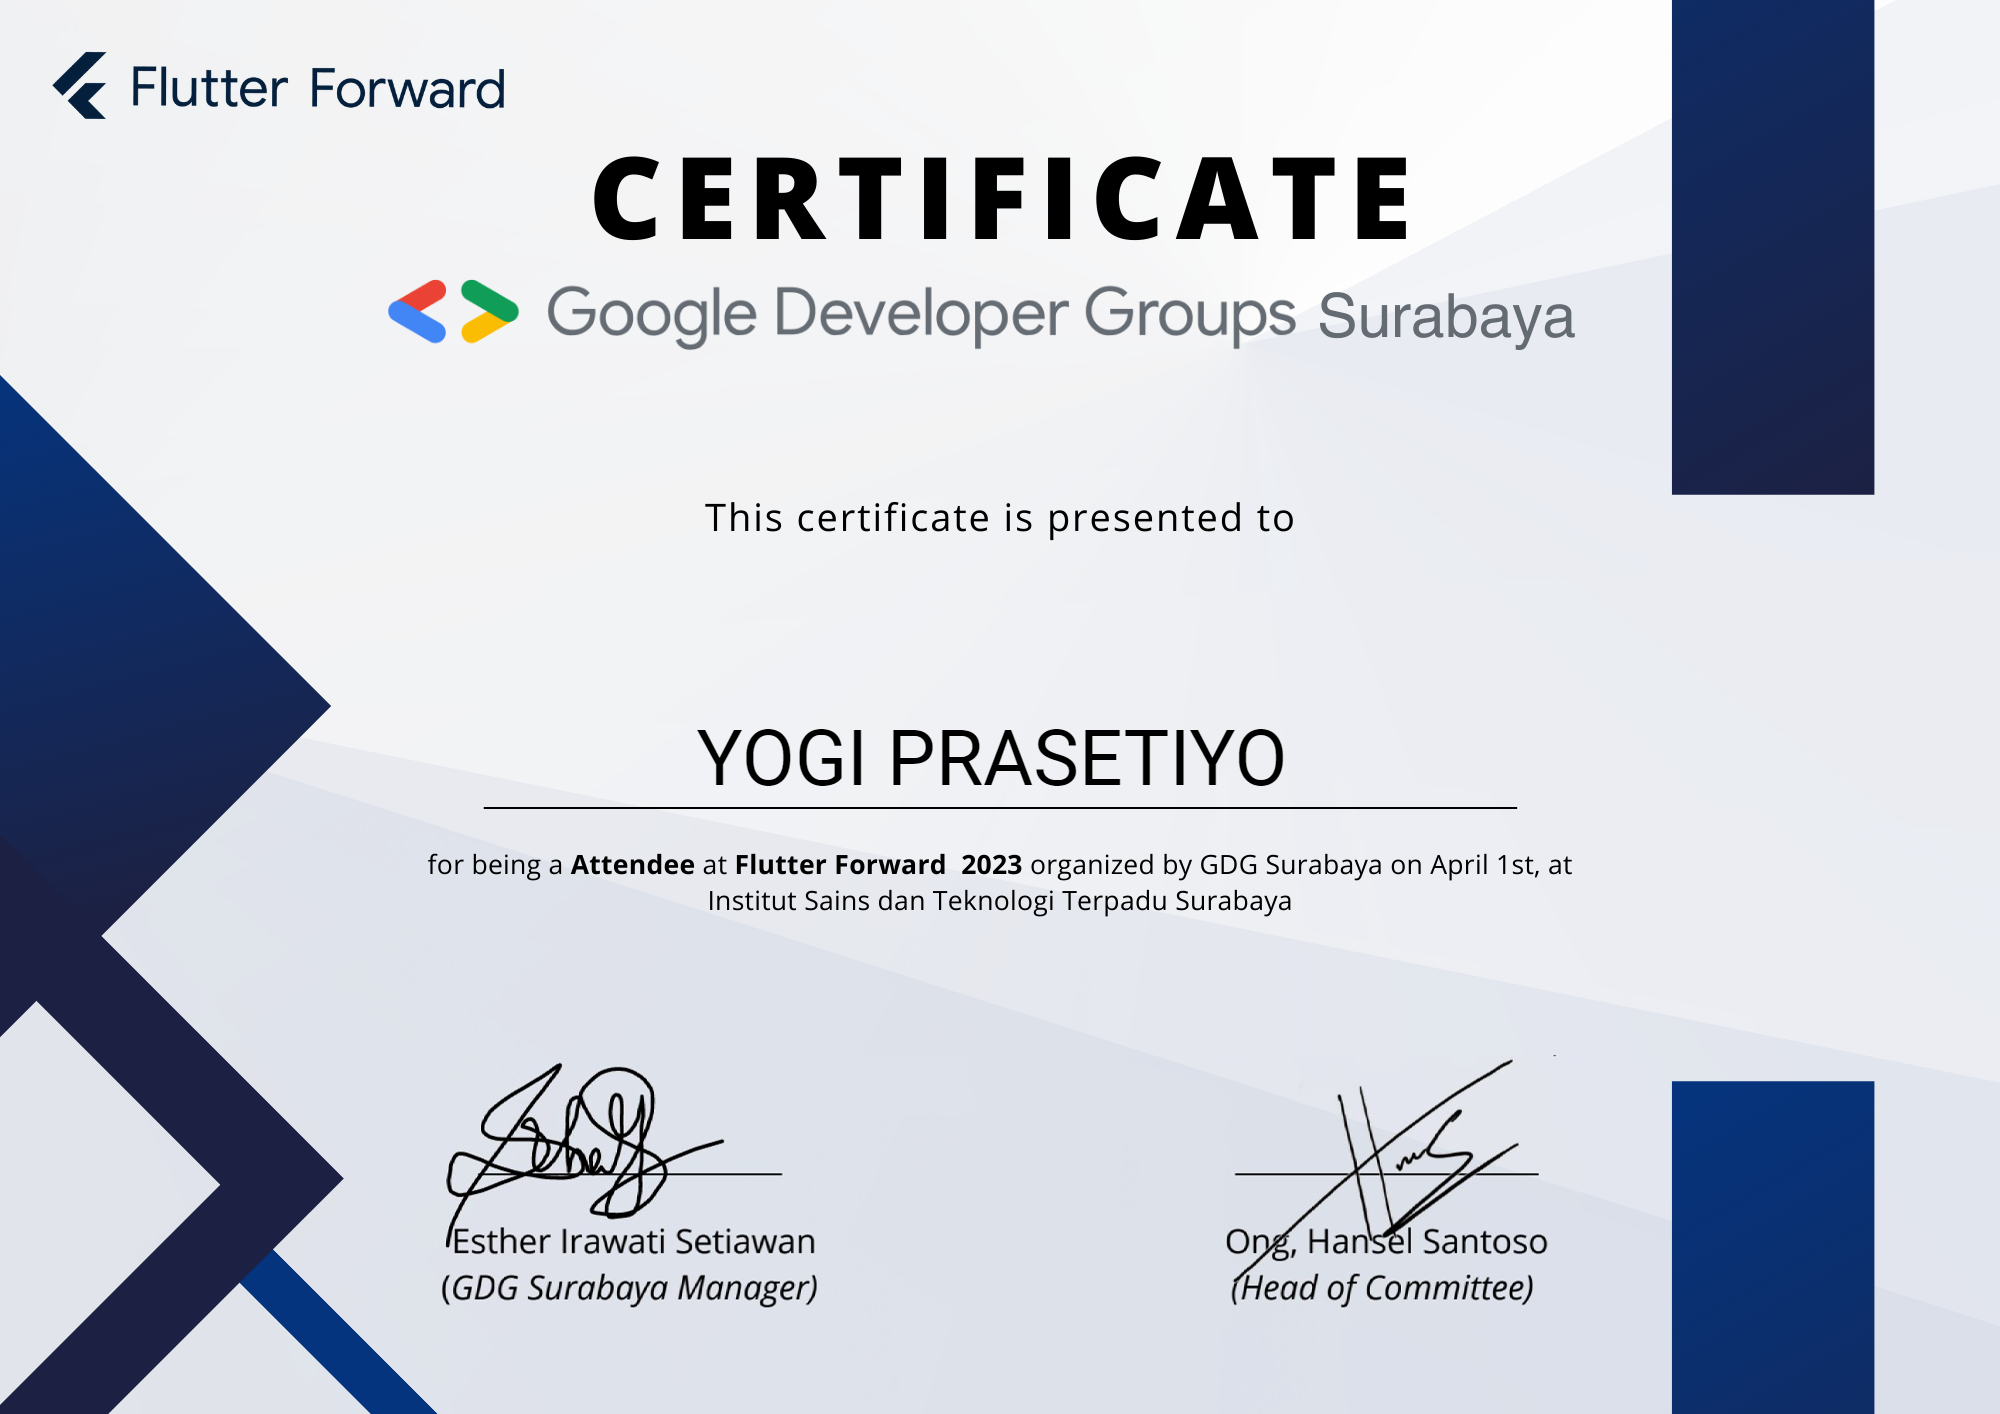 Flutter Forward
CERTIFICATE
Google Developer Groups Surabaya
This certificate is presented to
YOGI PRASETIYO
for being a Attendee at Flutter Forward  2023 organized by GDG Surabaya on April 1st, at
Institut Sains dan Teknologi Terpadu Surabaya
Esther Irawati Setiawan
(GDG Surabaya Manager)
Ong, Hansel Santoso
(Head of Committee)